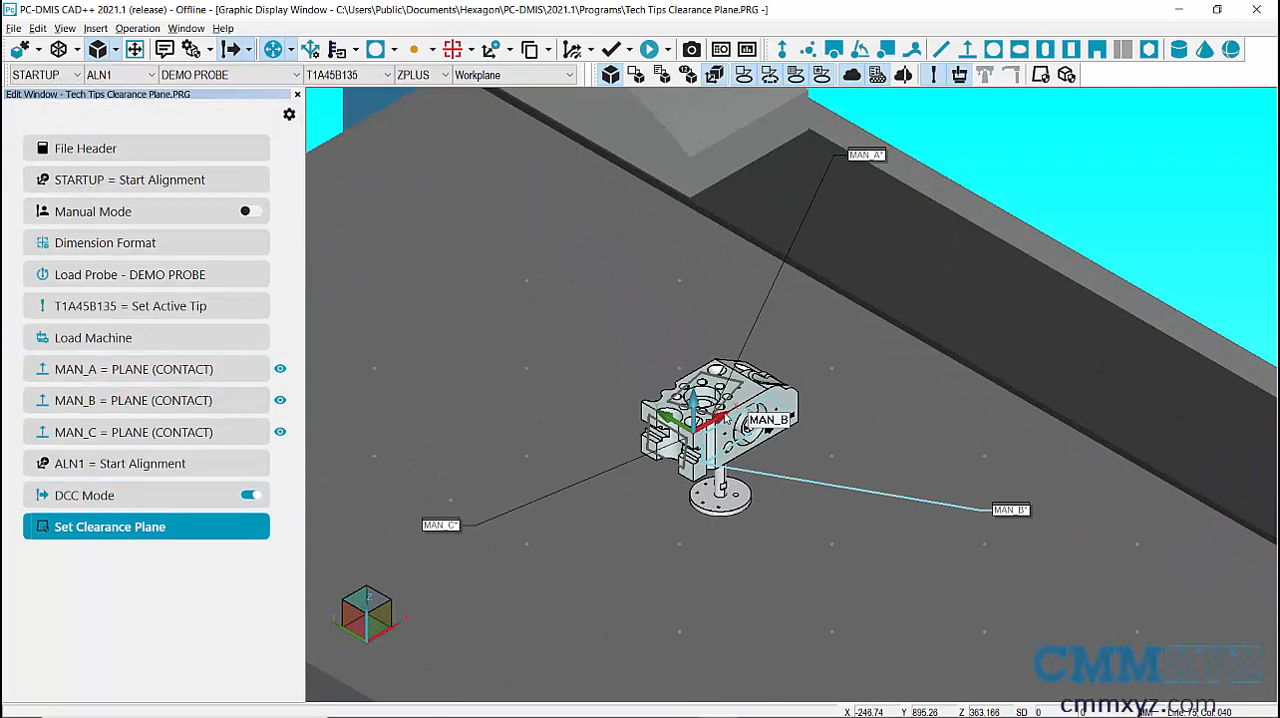 PC-DMIS CAD++ 2021.1 (release) - Offline - [Graphic Display Window - C:\Users\Public\Documents\Hexagon\PC-DMIS\2021.1\Programs\Tech Tips Clearance Plane.PRG -]
File Edit View Insert Operation Window Help
STARTUP ALN1 DEMO PROBE T1A45B135 ZPLUS Workplane
Edit Window - Tech Tips Clearance Plane.PRG
File Header
STARTUP = Start Alignment
Manual Mode
Dimension Format
Load Probe - DEMO PROBE
T1A45B135 = Set Active Tip
Load Machine
MAN_A = PLANE (CONTACT)
MAN_B = PLANE (CONTACT)
MAN_C = PLANE (CONTACT)
ALN1 = Start Alignment
DCC Mode
Set Clearance Plane
MAN_A*
MAN_B
MAN_B*
MAN_C*
Z
Y
X
CMMXYZ
cmmxyz.com
X -246.74 Y 895.26 Z 363.166 SD 0 0